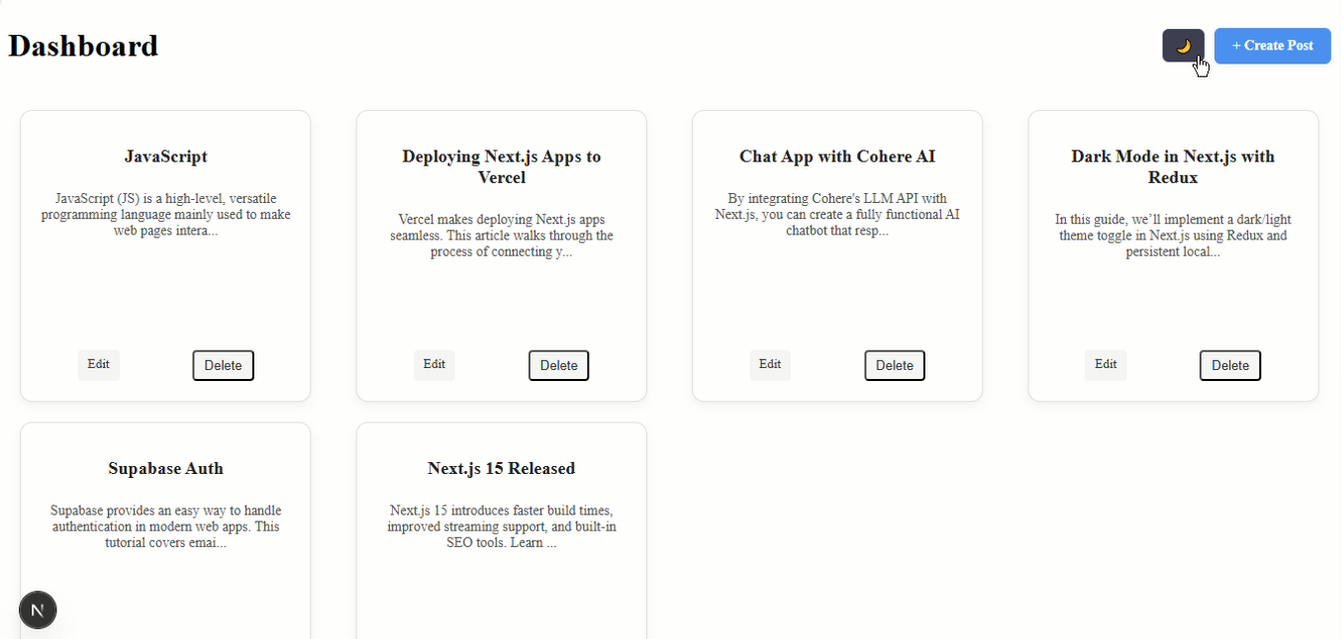 Dashboard
+ Create Post
JavaScript
JavaScript (JS) is a high-level, versatile
programming language mainly used to make
web pages intera...
Edit
Delete
Deploying Next.js Apps to
Vercel
Vercel makes deploying Next.js apps
seamless. This article walks through the
process of connecting y...
Edit
Delete
Chat App with Cohere AI
By integrating Cohere's LLM API with
Next.js, you can create a fully functional AI
chatbot that resp...
Edit
Delete
Dark Mode in Next.js with
Redux
In this guide, we’ll implement a dark/light
theme toggle in Next.js using Redux and
persistent local...
Edit
Delete
Supabase Auth
Supabase provides an easy way to handle
authentication in modern web apps. This
tutorial covers emai...
Next.js 15 Released
Next.js 15 introduces faster build times,
improved streaming support, and built-in
SEO tools. Learn ...
N